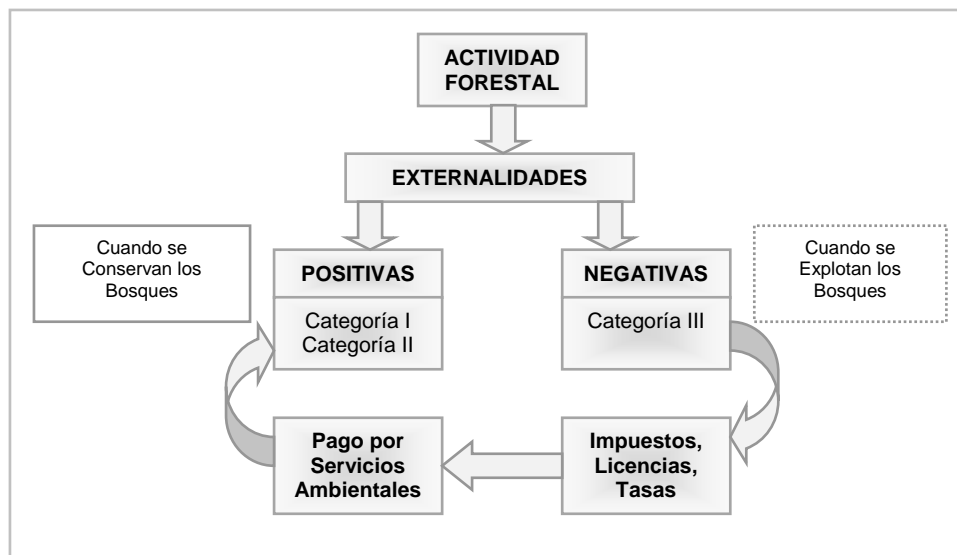 ACTIVIDAD
FORESTAL
EXTERNALIDADES
Cuando se
Conservan los
Bosques
POSITIVAS
Categoría I
Categoría II
NEGATIVAS
Categoría III
Cuando se
Explotan los
Bosques
Pago por
Servicios
Ambientales
Impuestos,
Licencias,
Tasas